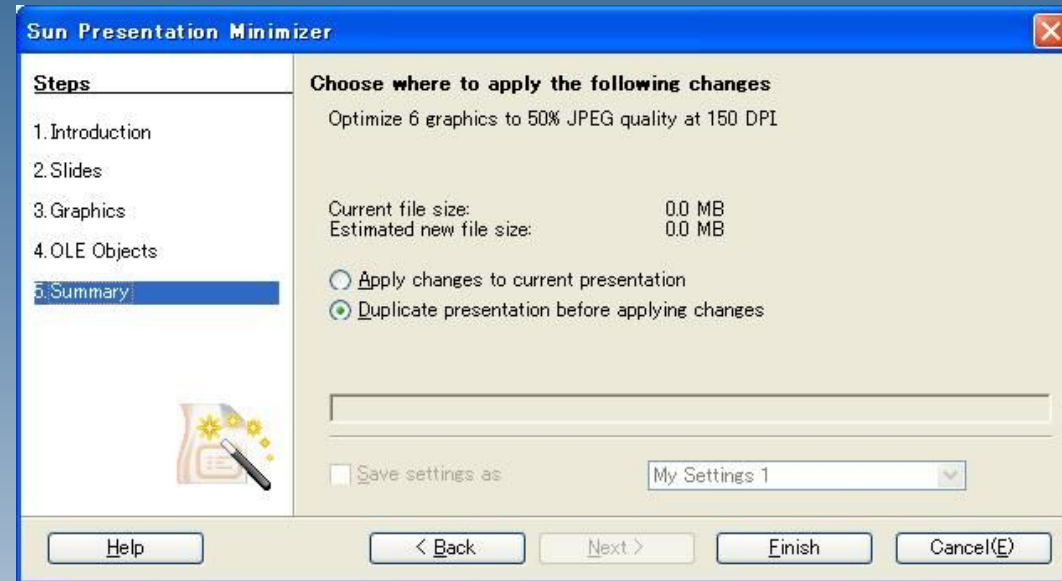 Sun Presentation Minimizer
Steps
1. Introduction
2. Slides
3. Graphics
4. OLE Objects
5. Summary
Choose where to apply the following changes
Optimize 6 graphics to 50% JPEG quality at 150 DPI
Current file size: 0.0 MB
Estimated new file size: 0.0 MB
Apply changes to current presentation
Duplicate presentation before applying changes
Save settings as My Settings 1
Help < Back Next > Finish Cancel(E)